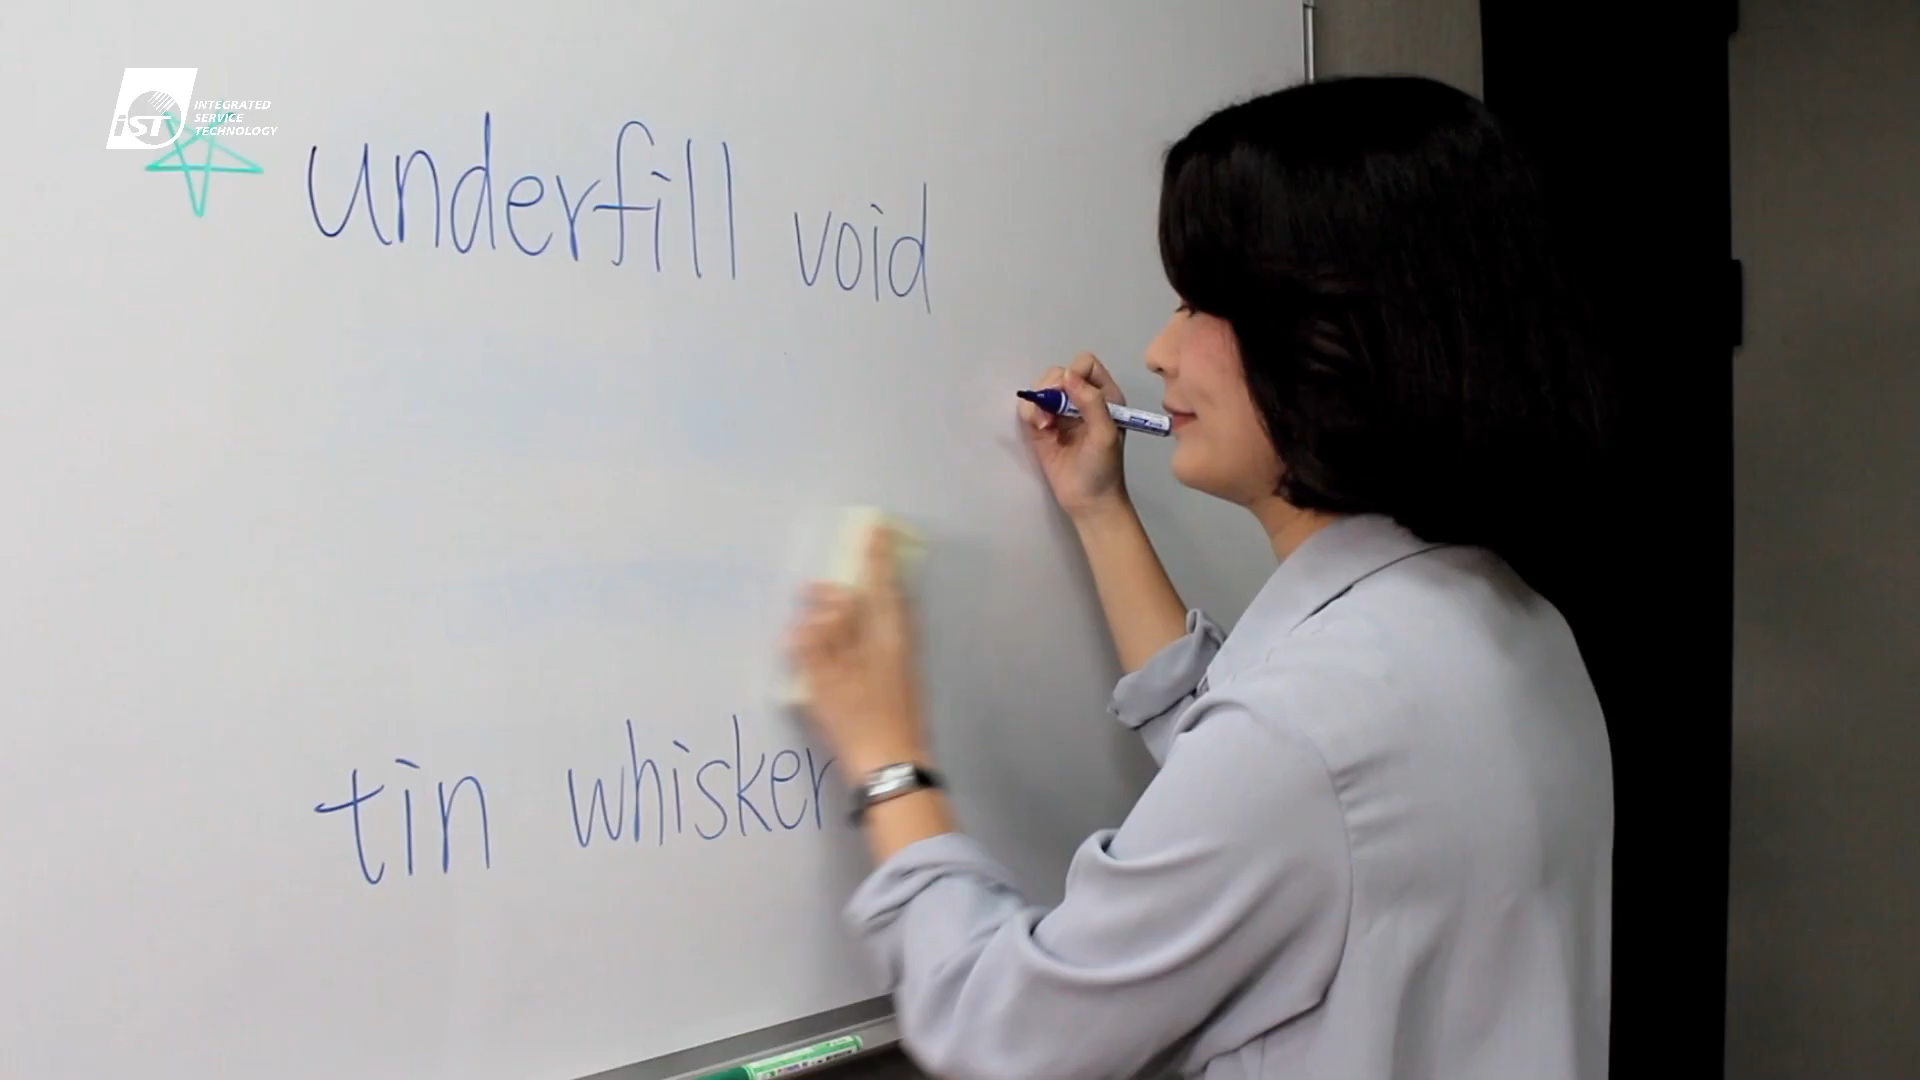 iST INTEGRATED
SERVICE
TECHNOLOGY
underfill void
tin whisker